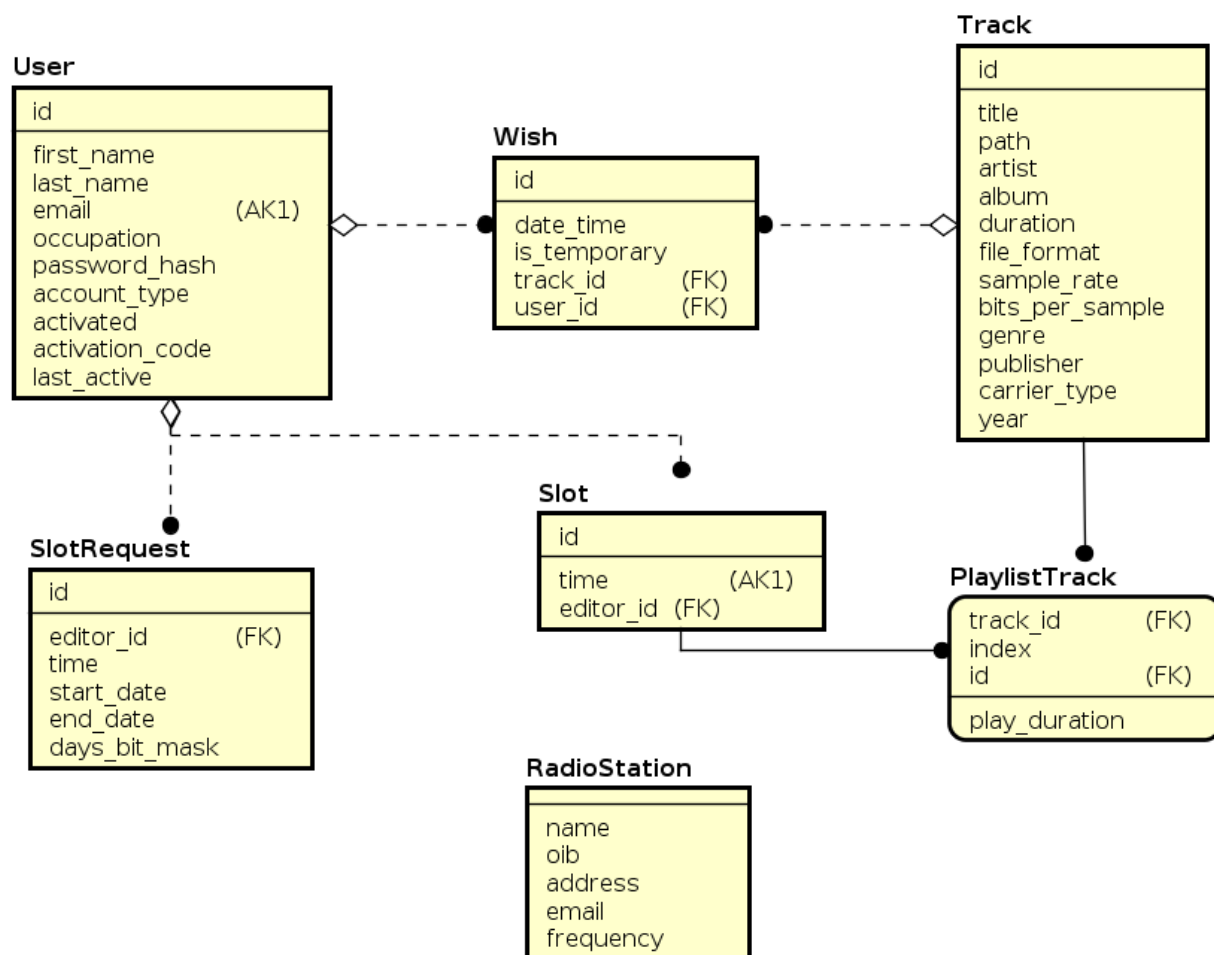 User
id
first_name
last_name
email (AK1)
occupation
password_hash
account_type
activated
activation_code
last_active
Wish
id
date_time
is_temporary
track_id (FK)
user_id (FK)
Track
id
title
path
artist
album
duration
file_format
sample_rate
bits_per_sample
genre
publisher
carrier_type
year
SlotRequest
id
editor_id (FK)
time
start_date
end_date
days_bit_mask
Slot
id
time (AK1)
editor_id (FK)
PlaylistTrack
track_id (FK)
index
id (FK)
play_duration
RadioStation
name
oib
address
email
frequency